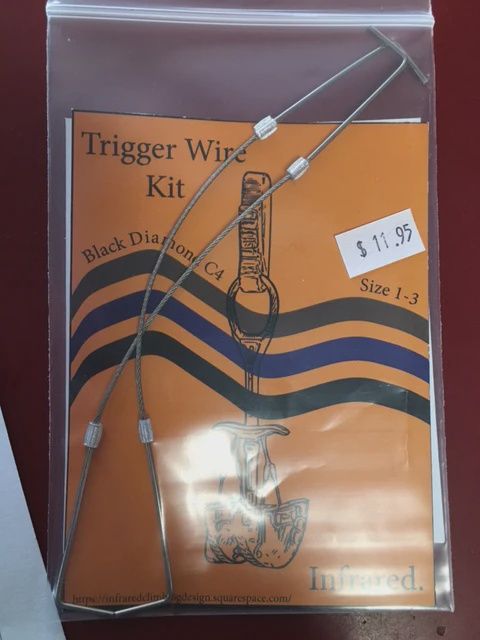 Trigger Wire
Kit
Black Diamond C4
$ 11.95
Size 1-3
Infrared.
https://infraredclimbingdesign.squarespace.com/